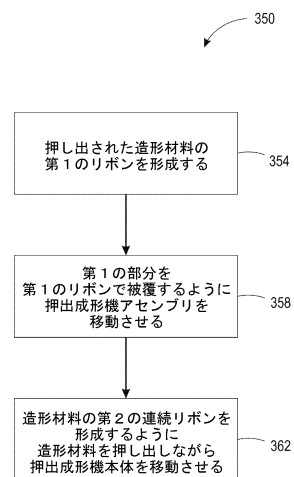 350
押し出された造形材料の
第1のリボンを形成する
354
第1の部分を
第1のリボンで被覆するように
押出成形機アセンブリを
移動させる
358
造形材料の第2の連続リボンを
形成するように
造形材料を押し出しながら
押出成形機本体を移動させる
362